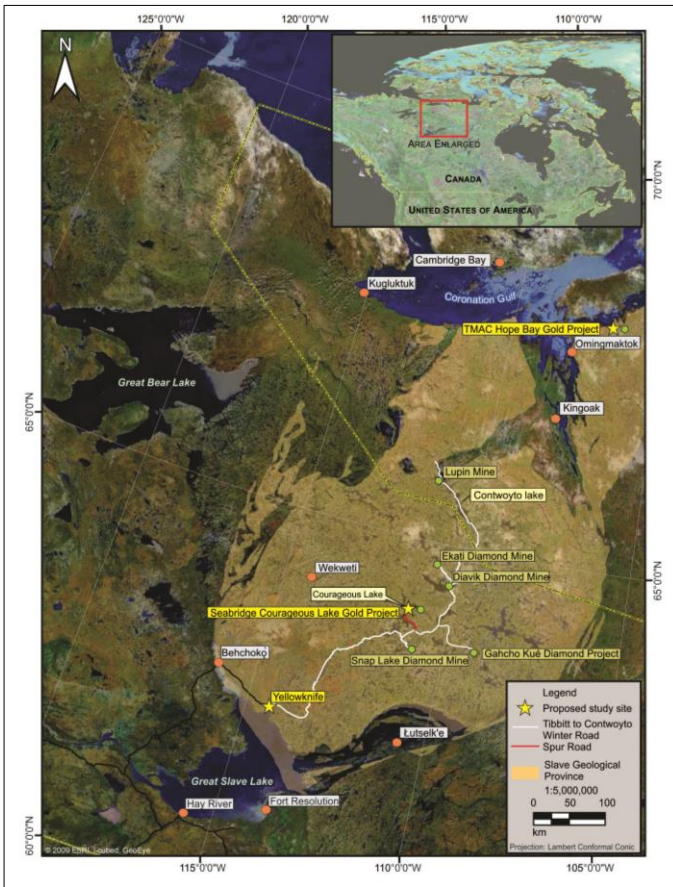 125°0'0"W
120°0'0"W
115°0'0"W
110°0'0"W
N
AREA ENLARGED
CANADA
UNITED STATES OF AMERICA
70°0'0"N
Cambridge Bay
Kugluktuk
Coronation Gulf
TMAC Hope Bay Gold Project
Omingmaktok
Great Bear Lake
65°0'0"N
Kingoak
Lupin Mine
Contwoyto lake
Ekati Diamond Mine
Wekweti
Diavik Diamond Mine
65°0'0"N
Courageous Lake
Seabridge Courageous Lake Gold Project
Behchokǫ
Snap Lake Diamond Mine
Gahcho Kué Diamond Project
Yellowknife
Łutselk'e
Great Slave Lake
Hay River
Fort Resolution
60°0'0"N
Legend
Proposed study site
Tibbitt to Contwoyto
Winter Road
Spur Road
Slave Geological
Province
1:5,000,000
0 50 100
km
Projection: Lambert Conformal Conic
© 2009 ESRI, i-cubed, GeoEye
115°0'0"W
110°0'0"W
105°0'0"W